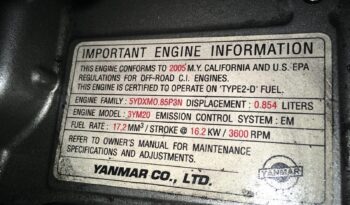 IMPORTANT ENGINE INFORMATION
THIS ENGINE CONFORMS TO 2005 M.Y. CALIFORNIA AND U.S. EPA
REGULATIONS FOR OFF-ROAD C.I. ENGINES.
THIS ENGINE IS CERTIFIED TO OPERATE ON 'TYPE2-D' FUEL.
ENGINE FAMILY : 5YDXM0.85P3N DISPLACEMENT : 0.854 LITERS
ENGINE MODEL : 3YM20 EMISSION CONTROL SYSTEM : EM
FUEL RATE : 17.2 MM³ / STROKE @ 16.2 KW / 3600 RPM
REFER TO OWNER'S MANUAL FOR MAINTENANCE
SPECIFICATIONS AND ADJUSTMENTS.
YANMAR
YANMAR CO., LTD.